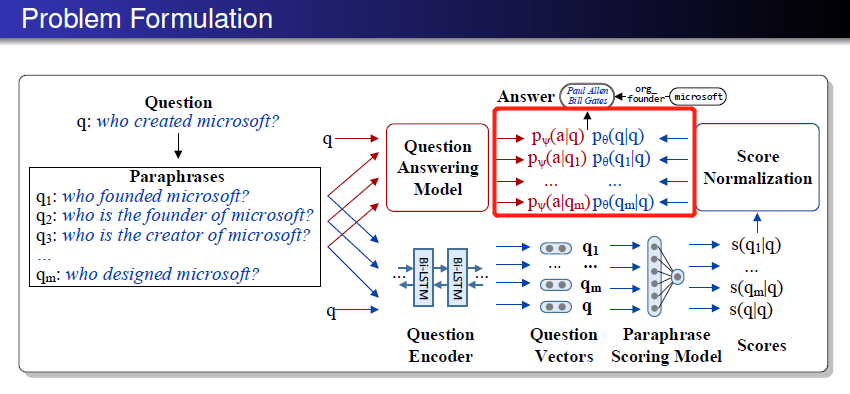 Problem Formulation
Question
q: who created microsoft?
Paraphrases
q1: who founded microsoft?
q2: who is the founder of microsoft?
q3: who is the creator of microsoft?
...
qm: who designed microsoft?
q
q
Question
Answering
Model
Answer
Paul Allen
Bill Gates
org_
founder
microsoft
pψ(a|q) pθ(q|q)
pψ(a|q1) pθ(q1|q)
... ...
pψ(a|qm) pθ(qm|q)
Score
Normalization
... Bi-LSTM Bi-LSTM ...
Question
Encoder
q1
... ...
qm
q
Question
Vectors
Paraphrase
Scoring Model
s(q1|q)
...
s(qm|q)
s(q|q)
Scores